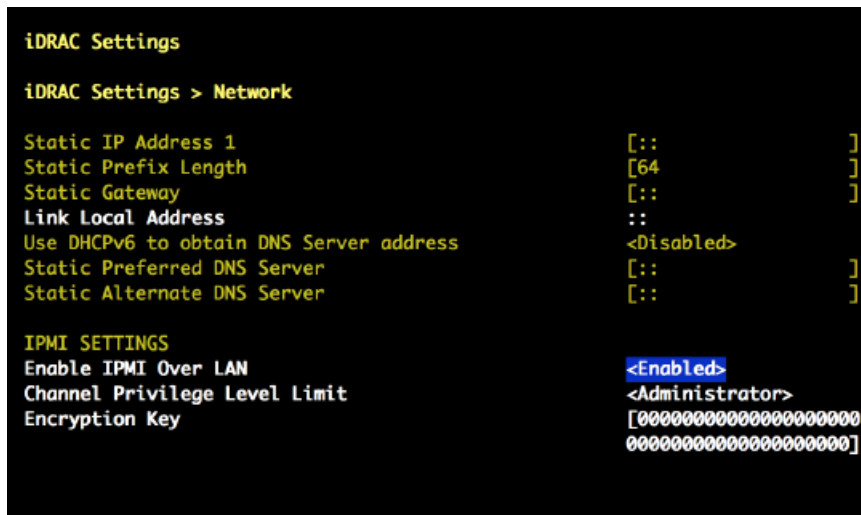 iDRAC Settings
iDRAC Settings > Network
Static IP Address 1 [:: ]
Static Prefix Length [64 ]
Static Gateway [:: ]
Link Local Address ::
Use DHCPv6 to obtain DNS Server address <Disabled>
Static Preferred DNS Server [:: ]
Static Alternate DNS Server [:: ]
IPMI SETTINGS
Enable IPMI Over LAN <Enabled>
Channel Privilege Level Limit <Administrator>
Encryption Key [00000000000000000000
00000000000000000000]